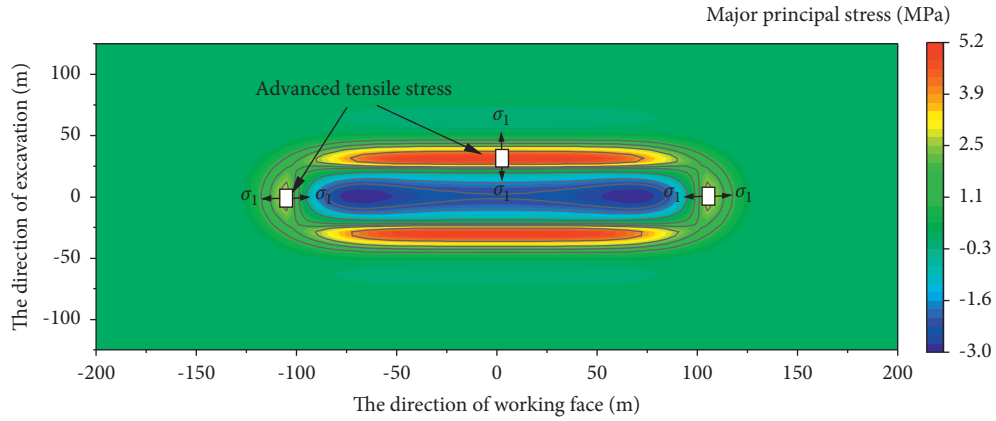 Major principal stress (MPa)
5.2
3.9
2.5
1.1
-0.3
-1.6
-3.0
The direction of excavation (m)
100
50
0
-50
-100
Advanced tensile stress
σ1
σ1
σ1
σ1
σ1
σ1
-200
-150
-100
-50
0
50
100
150
200
The direction of working face (m)